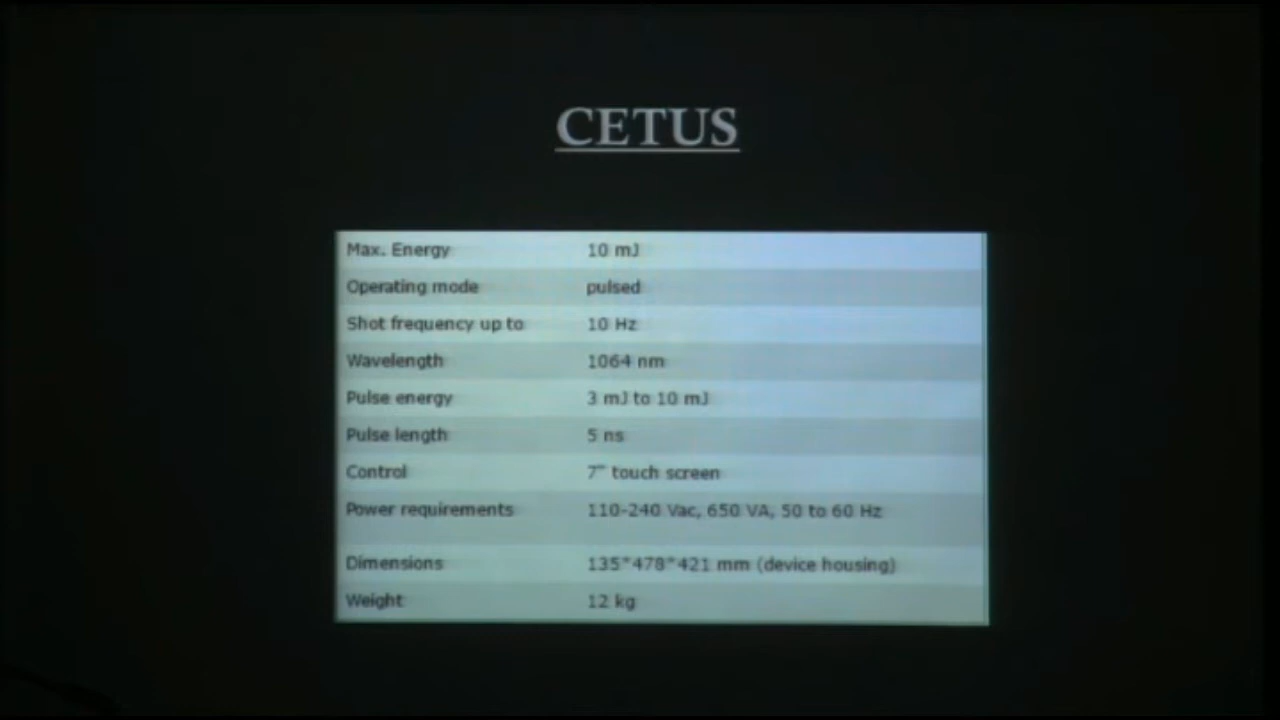 CETUS
Max. Energy 10 mJ
Operating mode pulsed
Shot frequency up to 10 Hz
Wavelength 1064 nm
Pulse energy 3 mJ to 10 mJ
Pulse length 5 ns
Control 7" touch screen
Power requirements 110-240 Vac, 650 VA, 50 to 60 Hz
Dimensions 135*478*421 mm (device housing)
Weight 12 kg